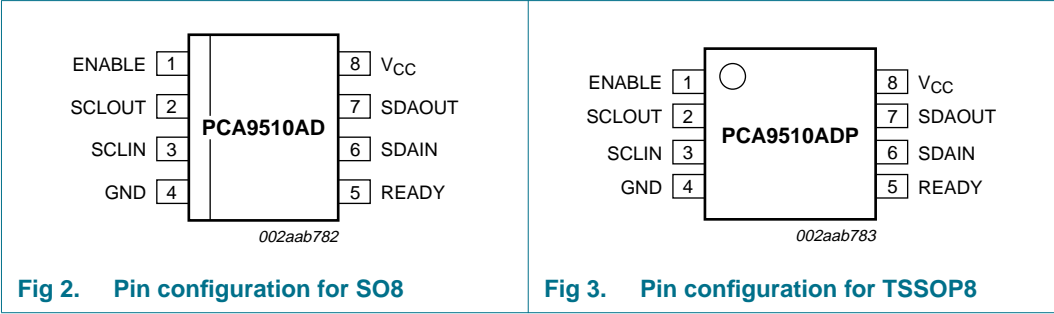 ENABLE 1 8 VCC
SCLOUT 2 7 SDAOUT
PCA9510AD
SCLIN 3 6 SDAIN
GND 4 5 READY
002aab782
Fig 2. Pin configuration for SO8
ENABLE 1 8 VCC
SCLOUT 2 7 SDAOUT
PCA9510ADP
SCLIN 3 6 SDAIN
GND 4 5 READY
002aab783
Fig 3. Pin configuration for TSSOP8